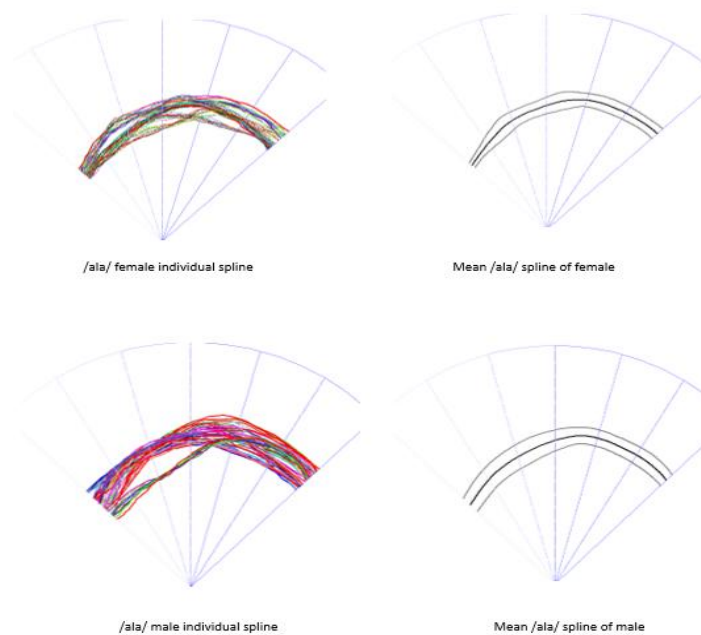 /ala/ female individual spline
Mean /ala/ spline of female
/ala/ male individual spline
Mean /ala/ spline of male